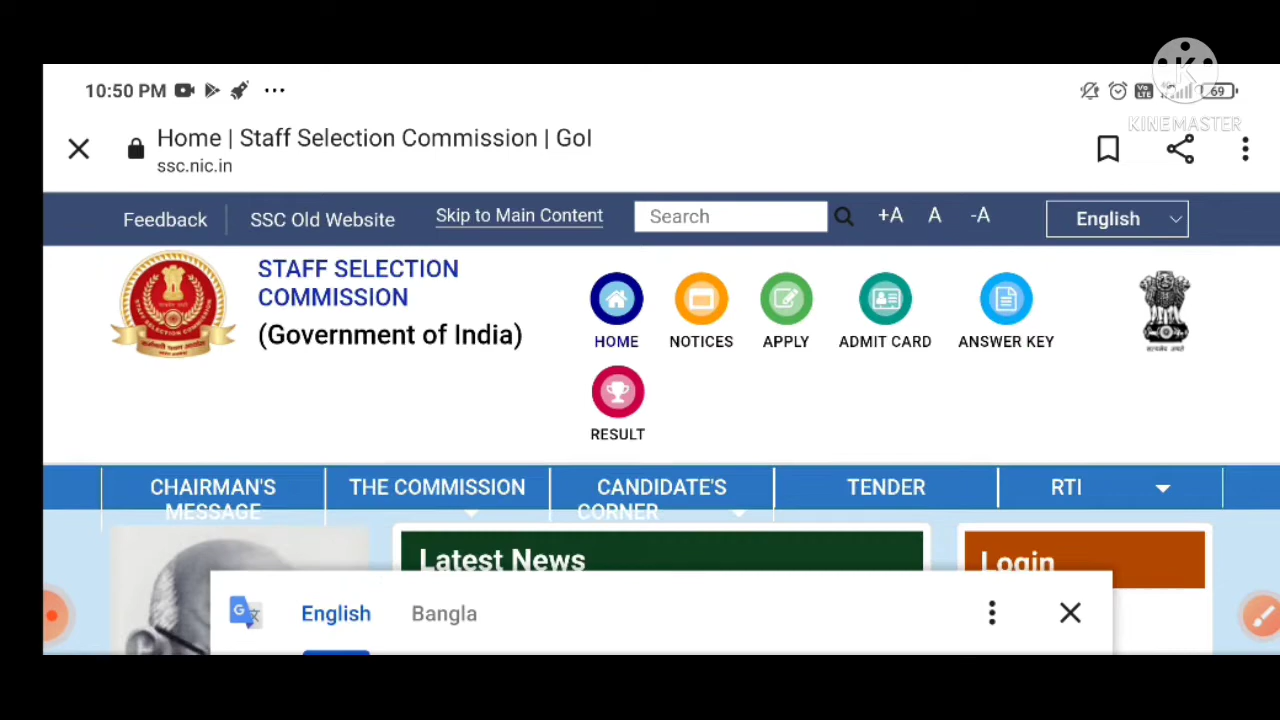 10:50 PM
69
KINEMASTER
Home | Staff Selection Commission | GoI
ssc.nic.in
Feedback
SSC Old Website
Skip to Main Content
Search
+A
A
-A
English
STAFF SELECTION
COMMISSION
(Government of India)
HOME
NOTICES
APPLY
ADMIT CARD
ANSWER KEY
RESULT
CHAIRMAN'S
MESSAGE
THE COMMISSION
CANDIDATE'S
CORNER
TENDER
RTI
Latest News
Login
English
Bangla